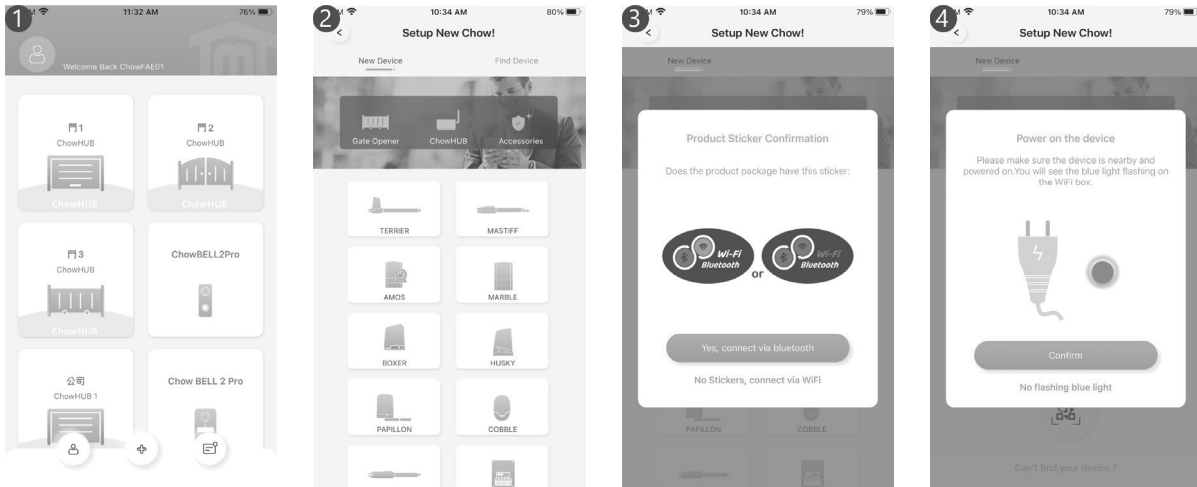 1
11:32 AM
76%
Welcome Back ChowFAE01
門1
ChowHUB
ChowHUB
門2
ChowHUB
ChowHUB
門3
ChowHUB
ChowHUB
ChowBELL2Pro
公司
ChowHUB 1
Chow BELL 2 Pro
2
10:34 AM
80%
Setup New Chow!
New Device
Find Device
Gate Opener
ChowHUB
Accessories
TERRIER
MASTIFF
AMOS
MARBLE
BOXER
HUSKY
PAPILLON
COBBLE
3
10:34 AM
79%
Setup New Chow!
New Device
Product Sticker Confirmation
Does the product package have this sticker:
Wi-Fi
Bluetooth
or
Wi-Fi
Bluetooth
Yes, connect via bluetooth
No Stickers, connect via WiFi
PAPILLON
COBBLE
4
10:34 AM
79%
Setup New Chow!
New Device
Power on the device
Please make sure the device is nearby and
powered on.You will see the blue light flashing on
the WiFi box.
Confirm
No flashing blue light
Can't find your device ?